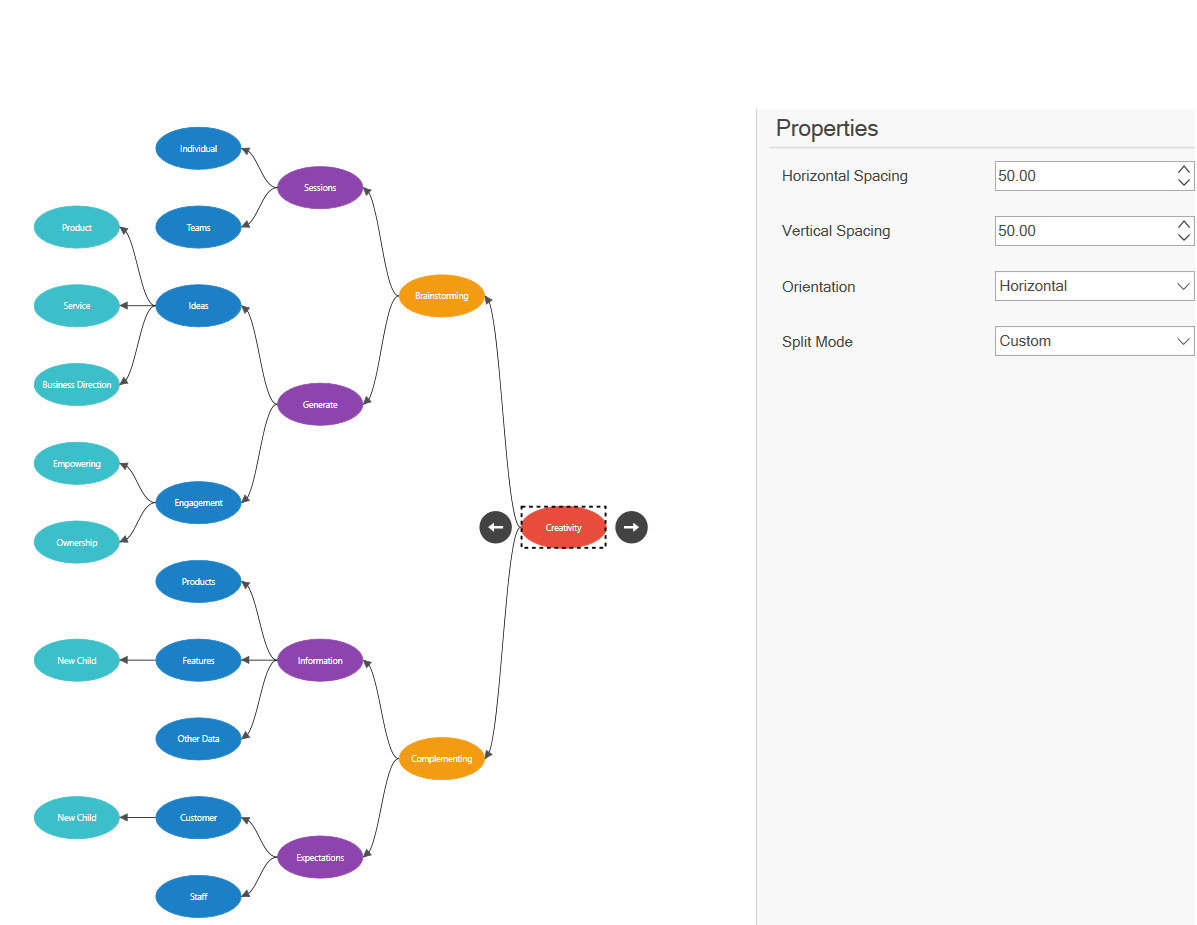 Properties
Horizontal Spacing
50.00
Vertical Spacing
50.00
Orientation
Horizontal
Split Mode
Custom
Individual
Sessions
Product
Teams
Brainstorming
Service
Ideas
Business Direction
Generate
Empowering
Engagement
Creativity
Ownership
Products
New Child
Features
Information
Other Data
Complementing
New Child
Customer
Expectations
Staff